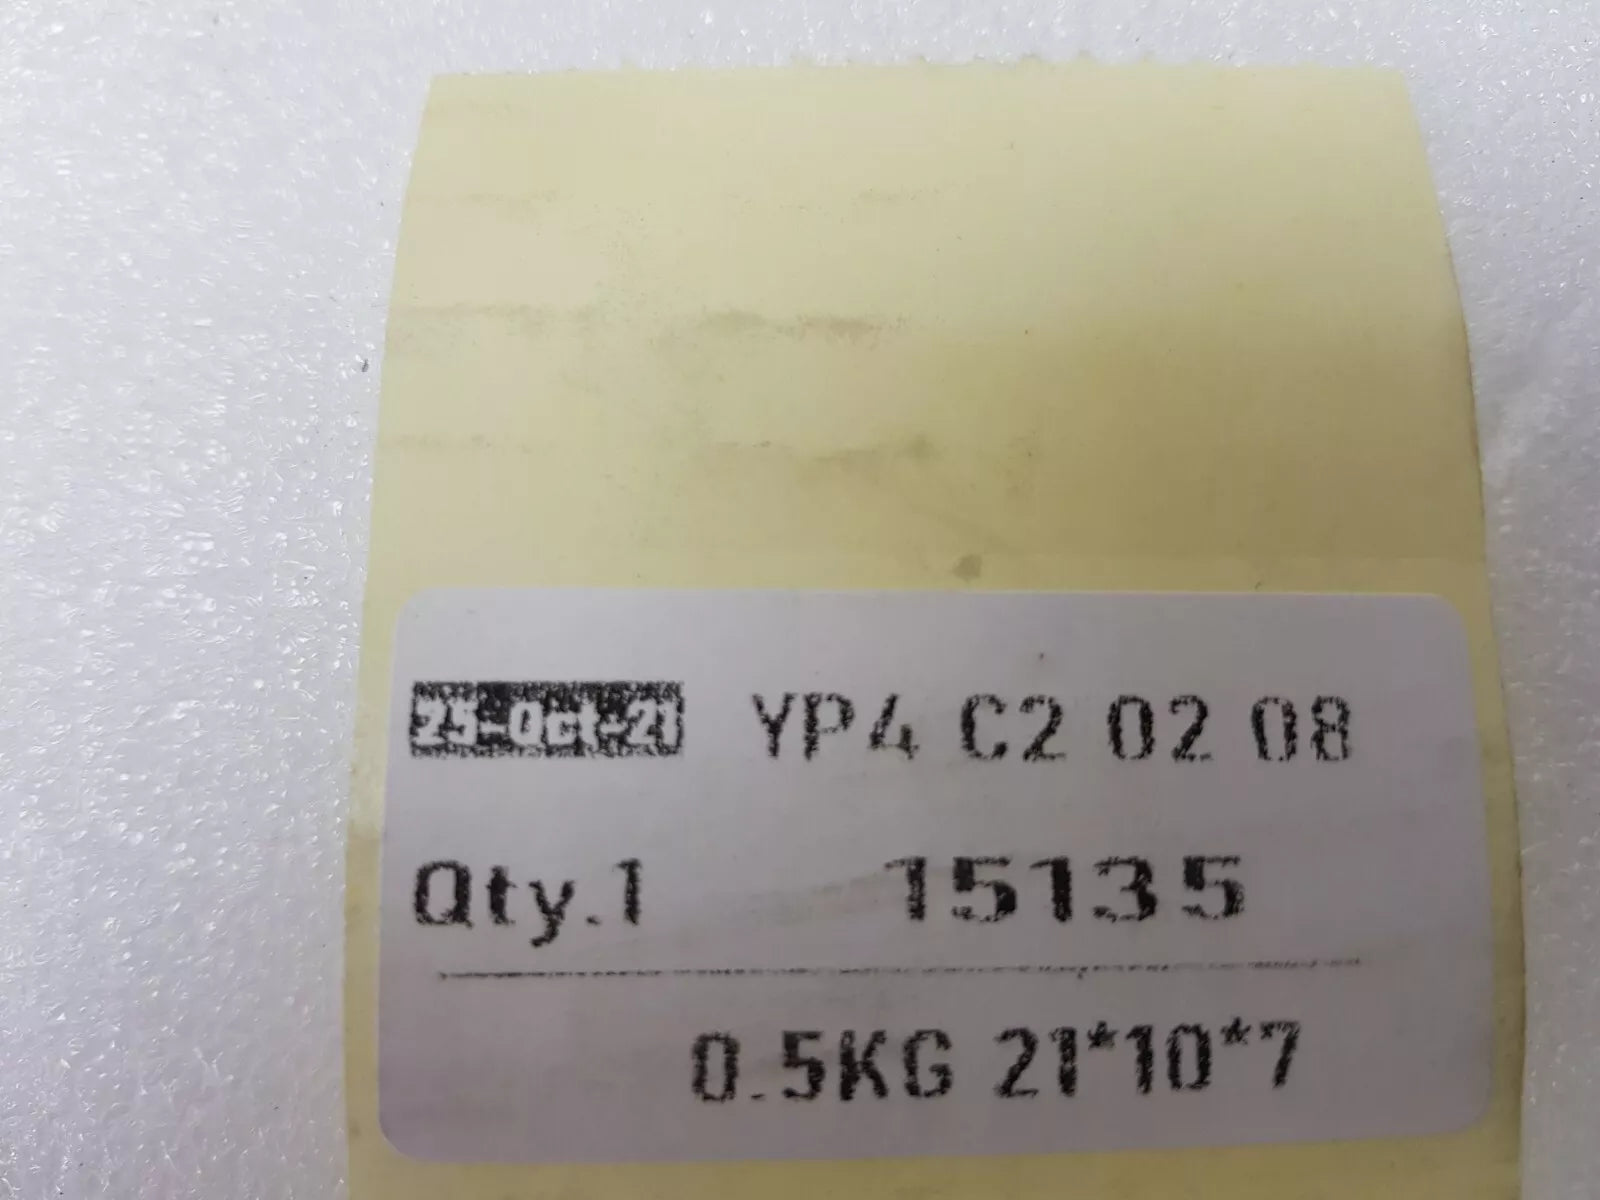 25-Oct-21 YP4 C2 02 08
Qty.1 15135
0.5KG 21*10*7